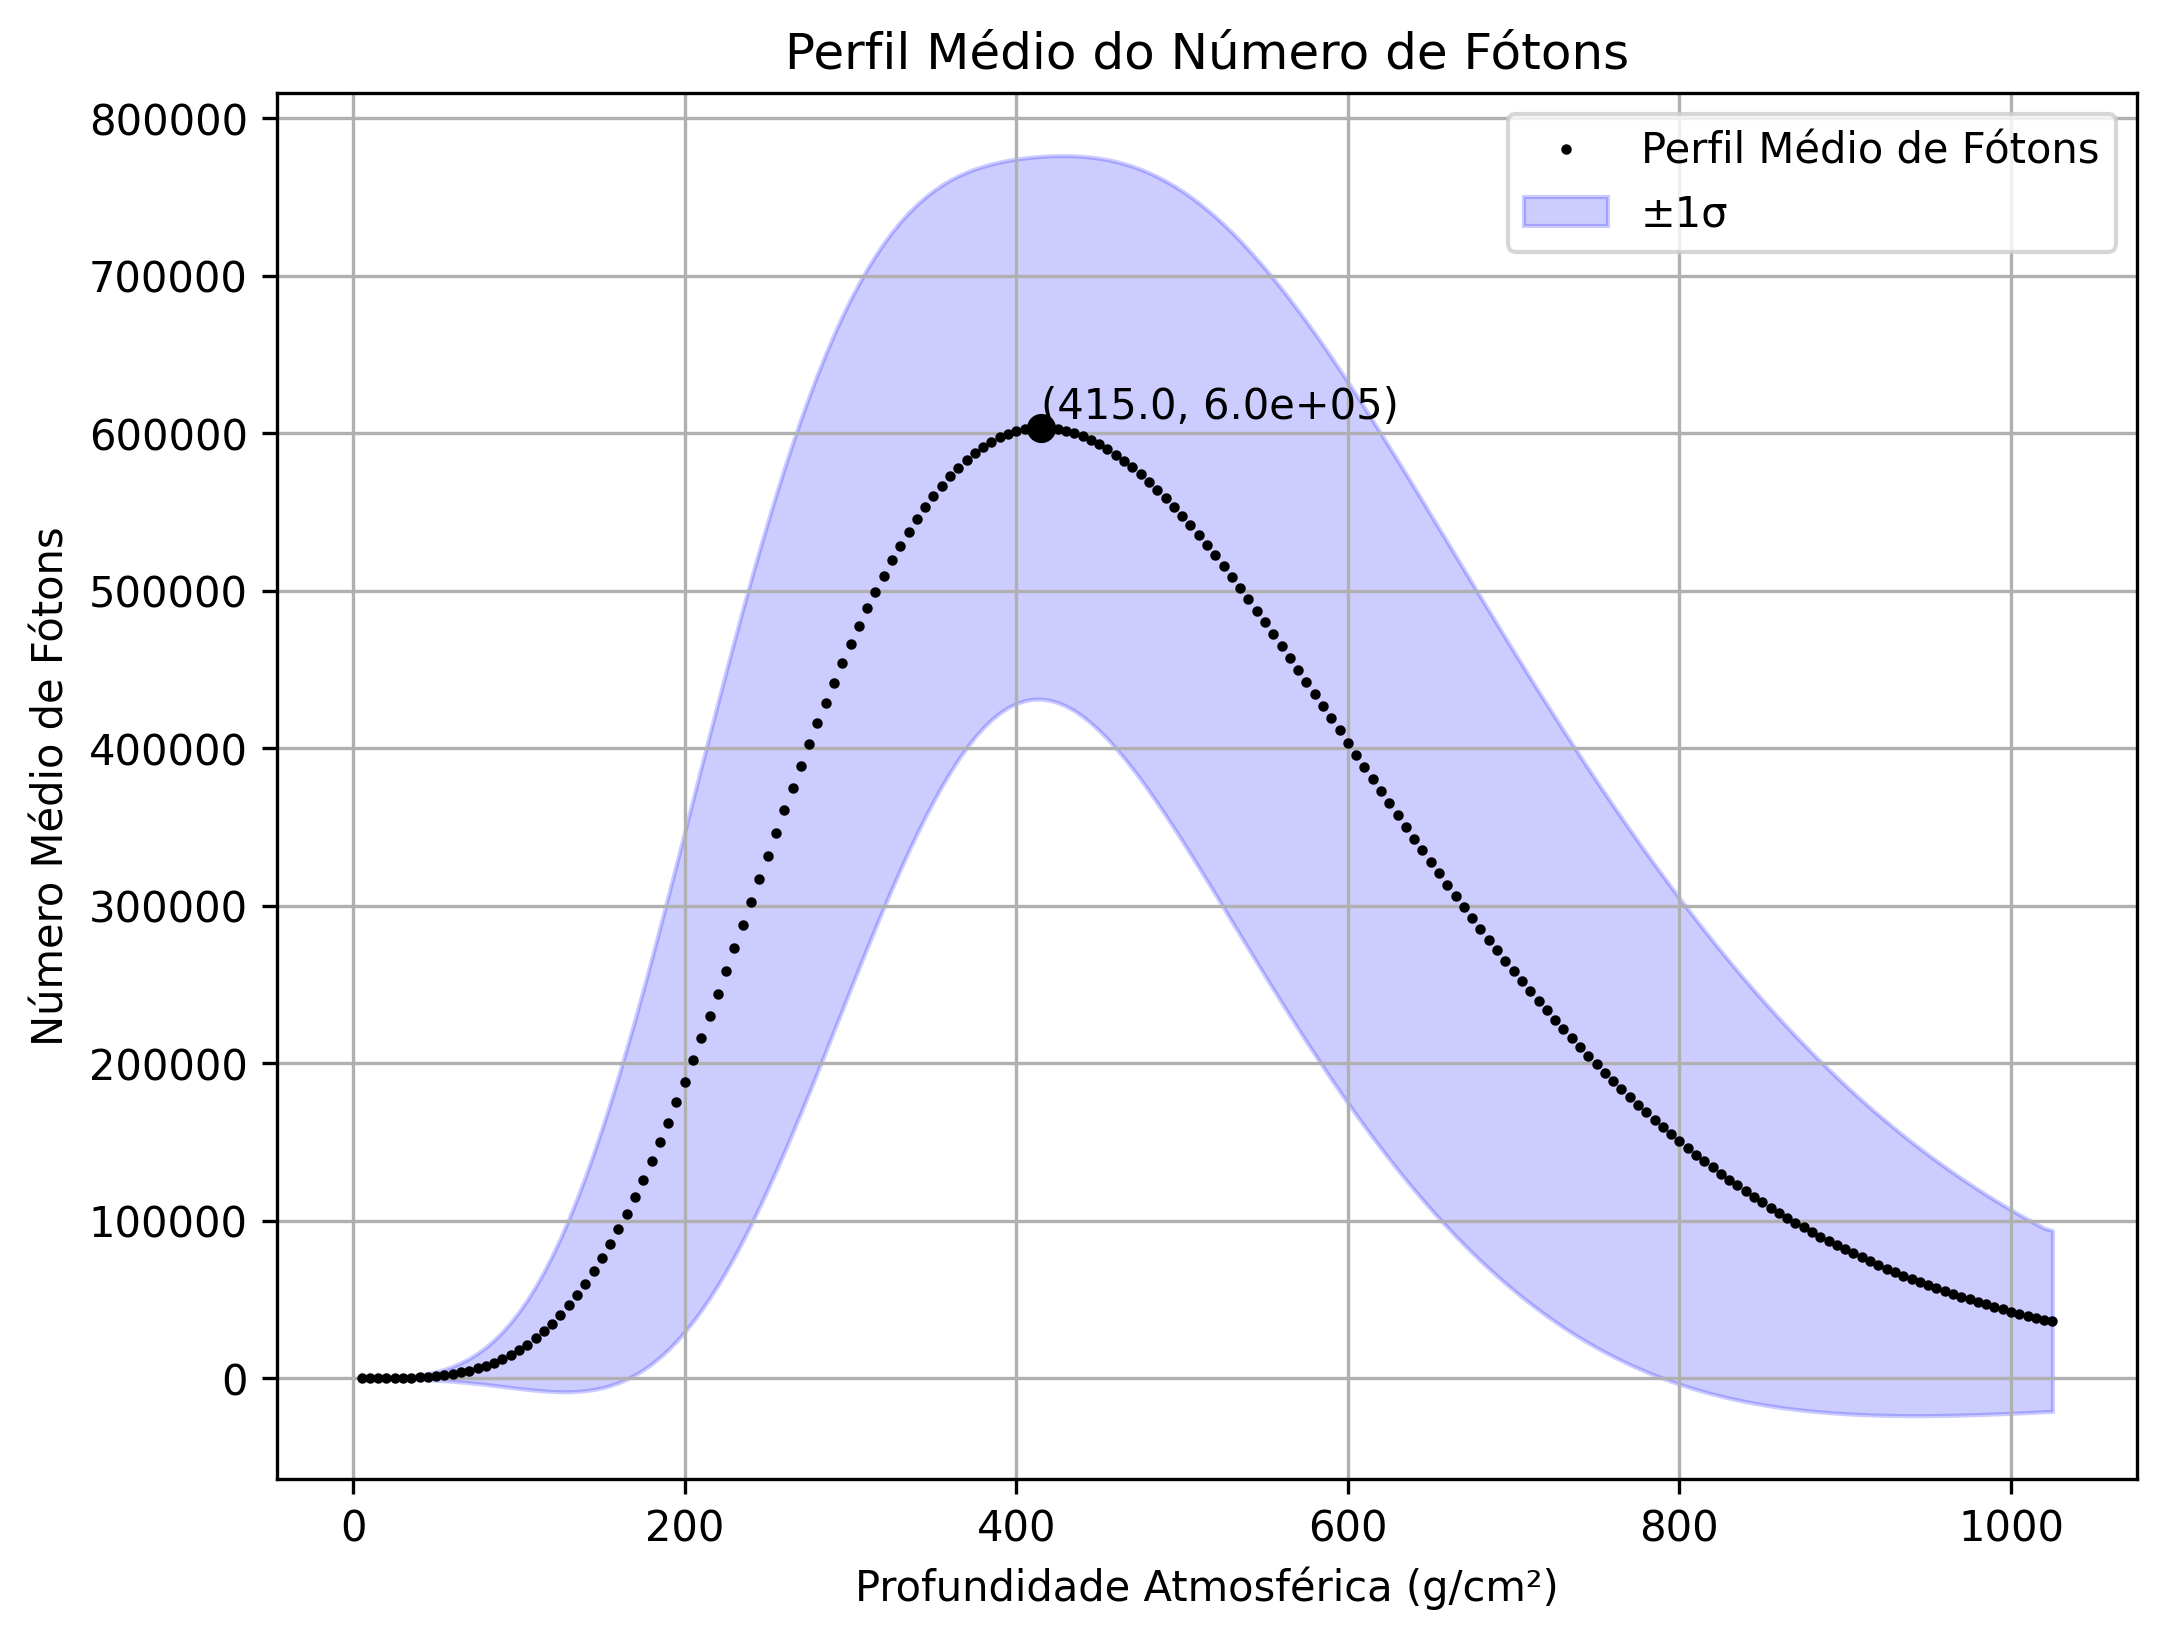 Perfil Médio do Número de Fótons
800000
700000
600000
500000
400000
300000
200000
100000
0
Número Médio de Fótons
Perfil Médio de Fótons
±1σ
(415.0, 6.0e+05)
0 200 400 600 800 1000
Profundidade Atmosférica (g/cm²)